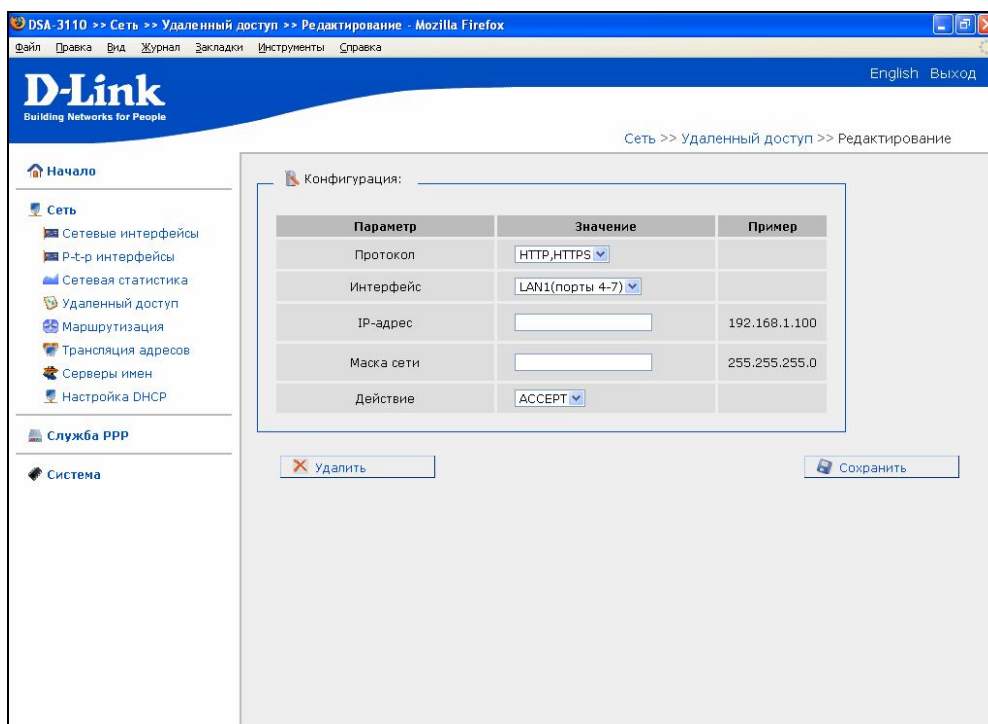 DSA-3110 >> Сеть >> Удаленный доступ >> Редактирование - Mozilla Firefox
Файл Правка Вид Журнал Закладки Инструменты Справка
English Выход
D-Link
Building Networks for People
Сеть >> Удаленный доступ >> Редактирование
Начало
Сеть
Сетевые интерфейсы
P-t-p интерфейсы
Сетевая статистика
Удаленный доступ
Маршрутизация
Трансляция адресов
Серверы имен
Настройка DHCP
Служба PPP
Система
Конфигурация:
Параметр Значение Пример
Протокол HTTP,HTTPS
Интерфейс LAN1(порты 4-7)
IP-адрес 192.168.1.100
Маска сети 255.255.255.0
Действие ACCEPT
Удалить Сохранить